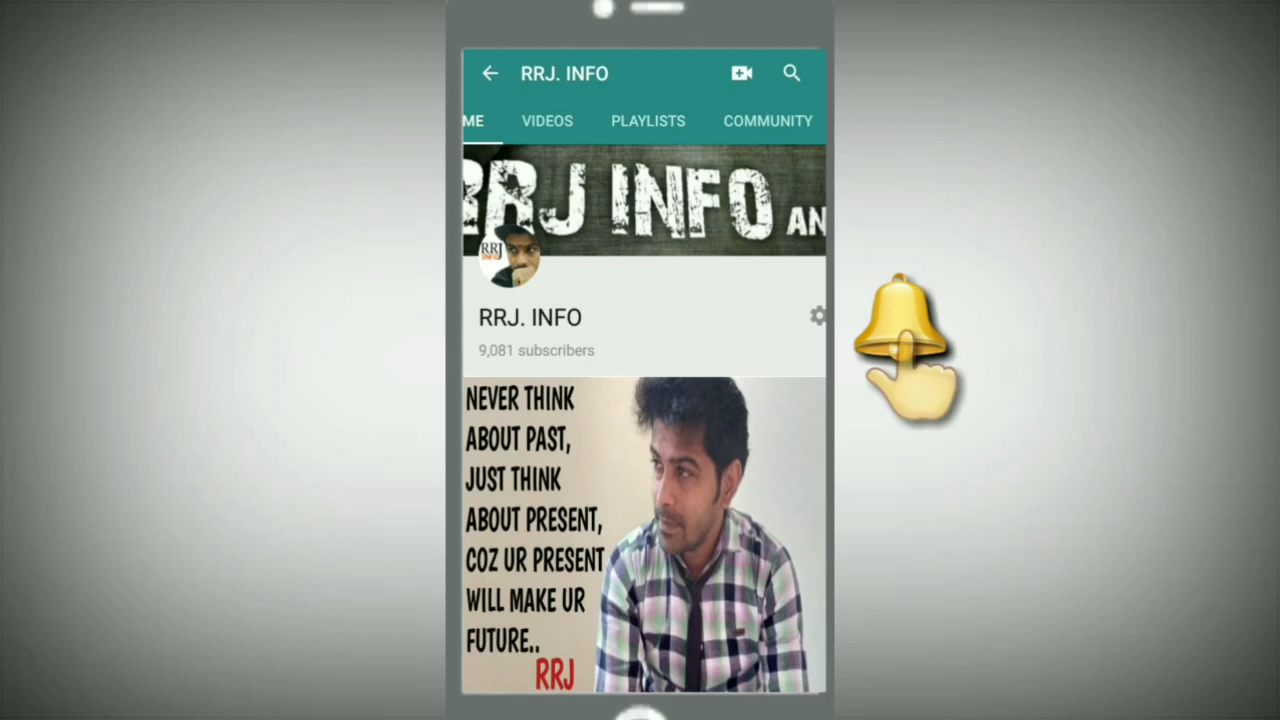 RRJ. INFO
ME VIDEOS PLAYLISTS COMMUNITY
RRJ INFO AN
RRJ
INFO
RRJ. INFO
9,081 subscribers
NEVER THINK
ABOUT PAST,
JUST THINK
ABOUT PRESENT,
COZ UR PRESENT
WILL MAKE UR
FUTURE..
RRJ